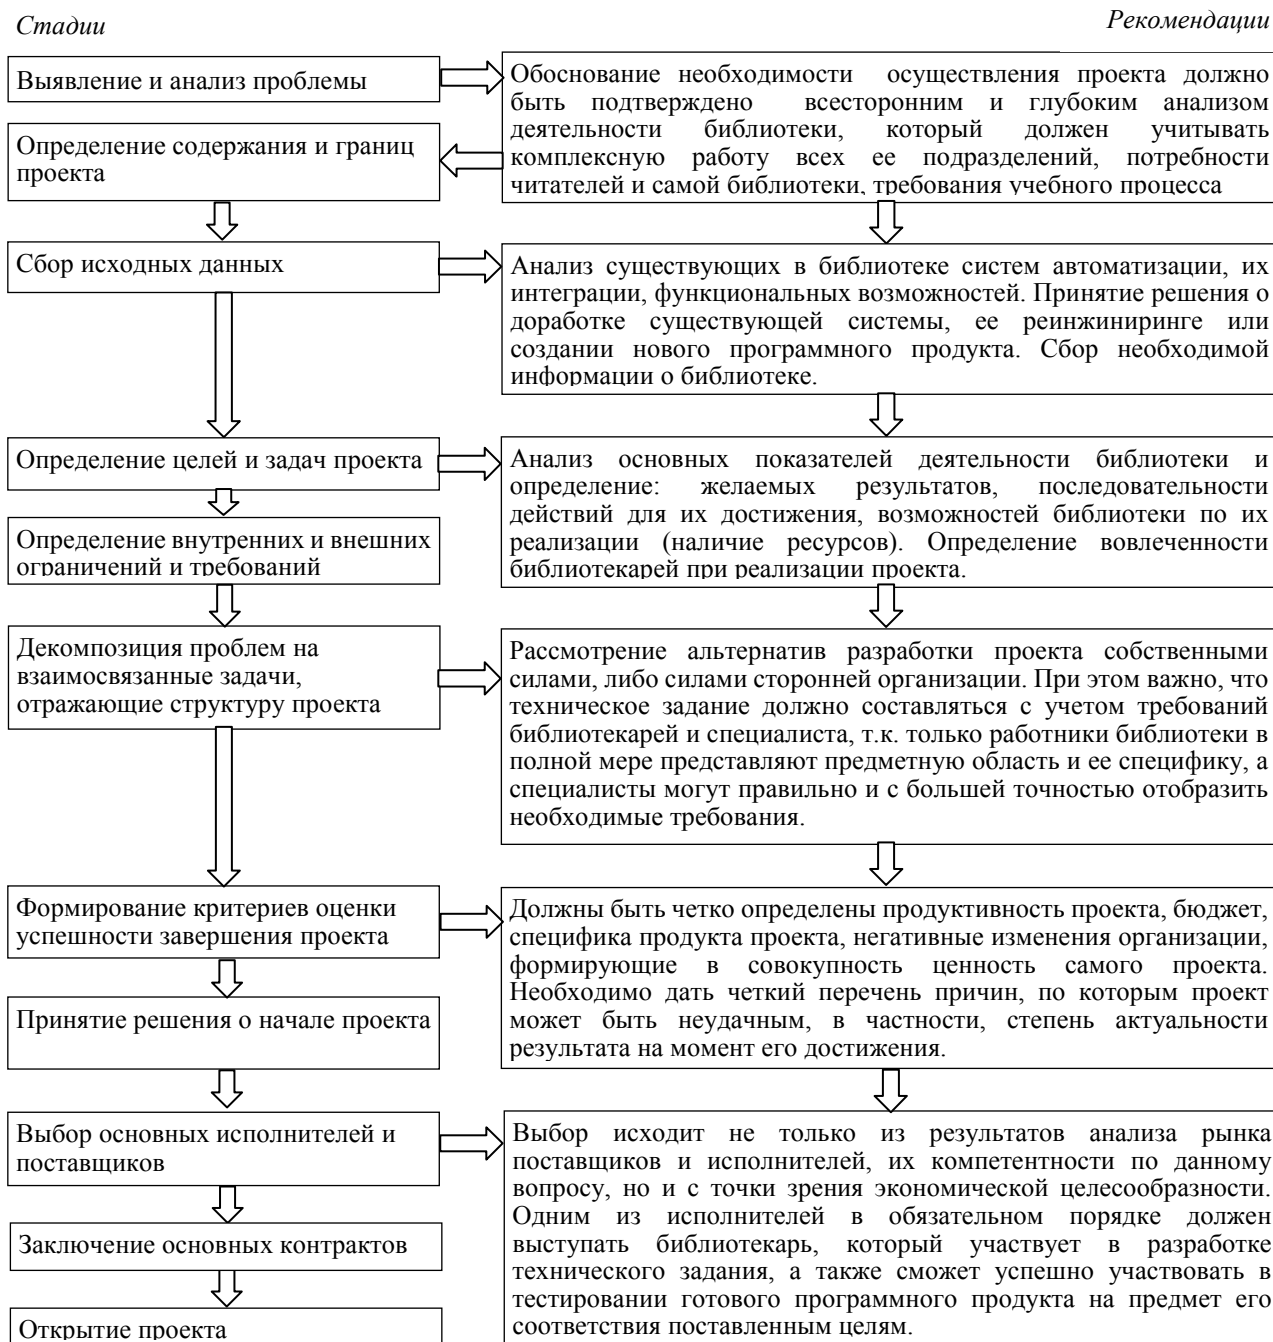 Стадии
Рекомендации
Выявление и анализ проблемы
Обоснование необходимости осуществления проекта должно
быть подтверждено всесторонним и глубоким анализом
деятельности библиотеки, который должен учитывать
комплексную работу всех ее подразделений, потребности
читателей и самой библиотеки, требования учебного процесса
Определение содержания и границ
проекта
Сбор исходных данных
Анализ существующих в библиотеке систем автоматизации, их
интеграции, функциональных возможностей. Принятие решения о
доработке существующей системы, ее реинжиниринге или
создании нового программного продукта. Сбор необходимой
информации о библиотеке.
Определение целей и задач проекта
Анализ основных показателей деятельности библиотеки и
определение: желаемых результатов, последовательности
действий для их достижения, возможностей библиотеки по их
реализации (наличие ресурсов). Определение вовлеченности
библиотекарей при реализации проекта.
Определение внутренних и внешних
ограничений и требований
Декомпозиция проблем на
взаимосвязанные задачи,
отражающие структуру проекта
Рассмотрение альтернатив разработки проекта собственными
силами, либо силами сторонней организации. При этом важно, что
техническое задание должно составляться с учетом требований
библиотекарей и специалиста, т.к. только работники библиотеки в
полной мере представляют предметную область и ее специфику, а
специалисты могут правильно и с большей точностью отобразить
необходимые требования.
Формирование критериев оценки
успешности завершения проекта
Должны быть четко определены продуктивность проекта, бюджет,
специфика продукта проекта, негативные изменения организации,
формирующие в совокупность ценность самого проекта.
Необходимо дать четкий перечень причин, по которым проект
может быть неудачным, в частности, степень актуальности
результата на момент его достижения.
Принятие решения о начале проекта
Выбор основных исполнителей и
поставщиков
Выбор исходит не только из результатов анализа рынка
поставщиков и исполнителей, их компетентности по данному
вопросу, но и с точки зрения экономической целесообразности.
Одним из исполнителей в обязательном порядке должен
выступать библиотекарь, который участвует в разработке
технического задания, а также сможет успешно участвовать в
тестировании готового программного продукта на предмет его
соответствия поставленным целям.
Заключение основных контрактов
Открытие проекта